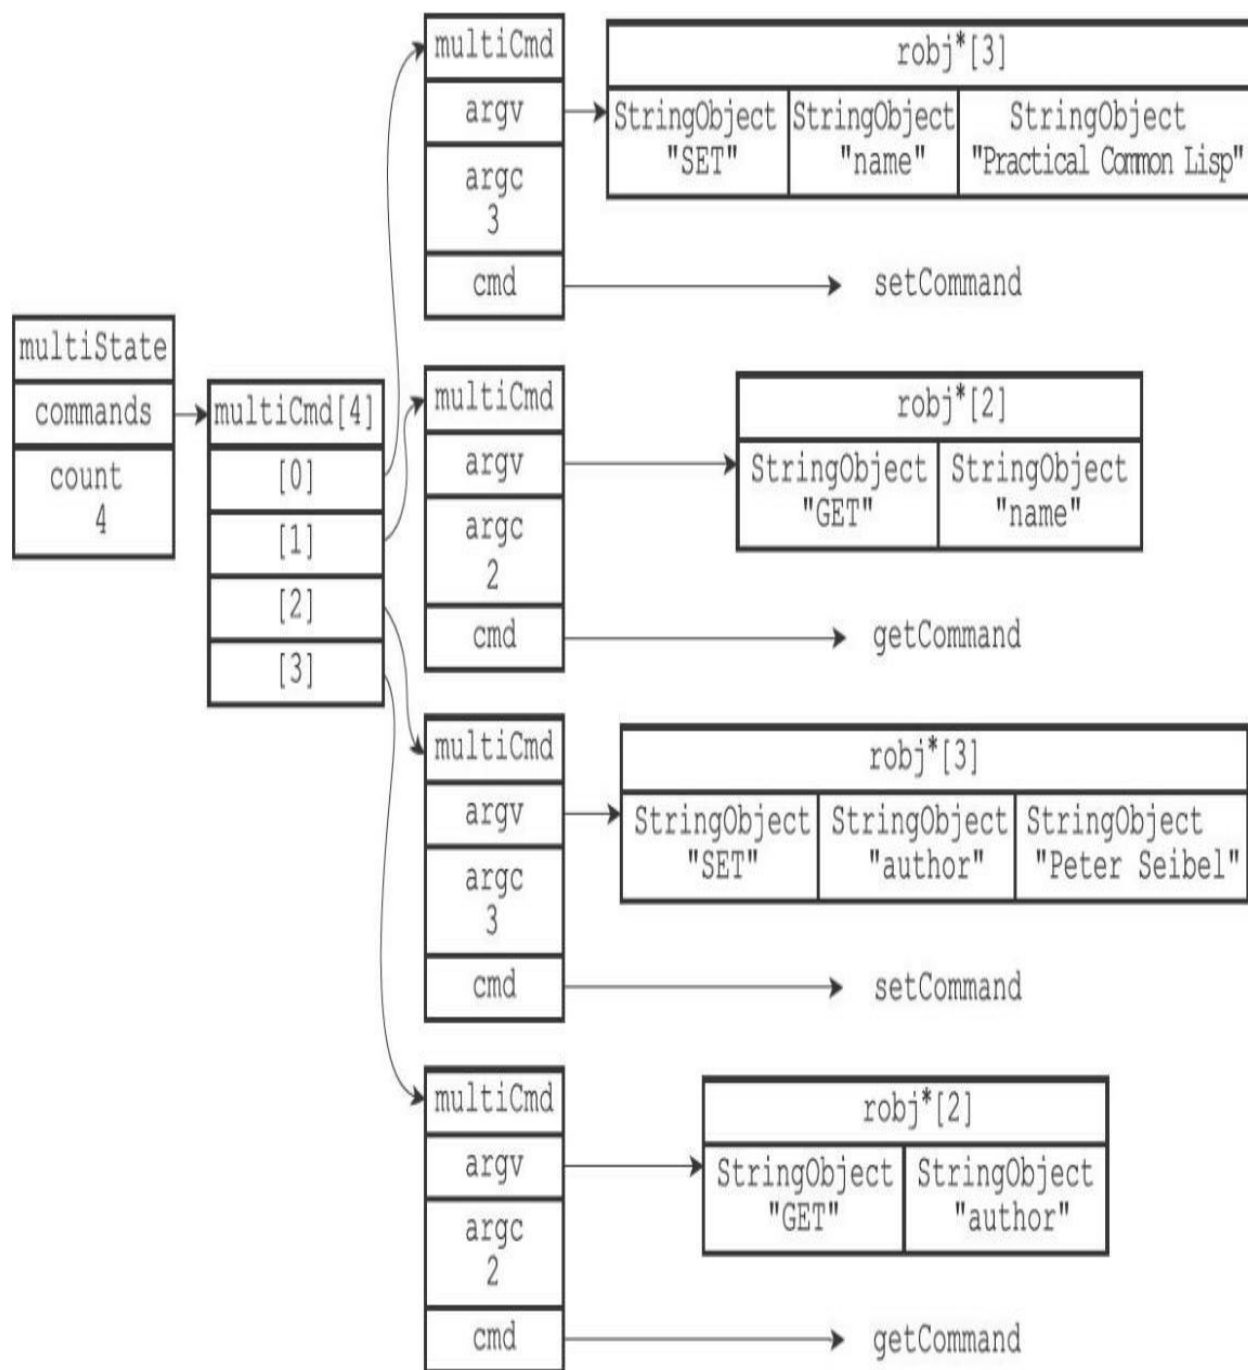 multiState
commands
count
4
multiCmd[4]
[0]
[1]
[2]
[3]
multiCmd
argv
argc
3
cmd
robj*[3]
StringObject
"SET"
StringObject
"name"
StringObject
"Practical Common Lisp"
setCommand
multiCmd
argv
argc
2
cmd
robj*[2]
StringObject
"GET"
StringObject
"name"
getCommand
multiCmd
argv
argc
3
cmd
robj*[3]
StringObject
"SET"
StringObject
"author"
StringObject
"Peter Seibel"
setCommand
multiCmd
argv
argc
2
cmd
robj*[2]
StringObject
"GET"
StringObject
"author"
getCommand